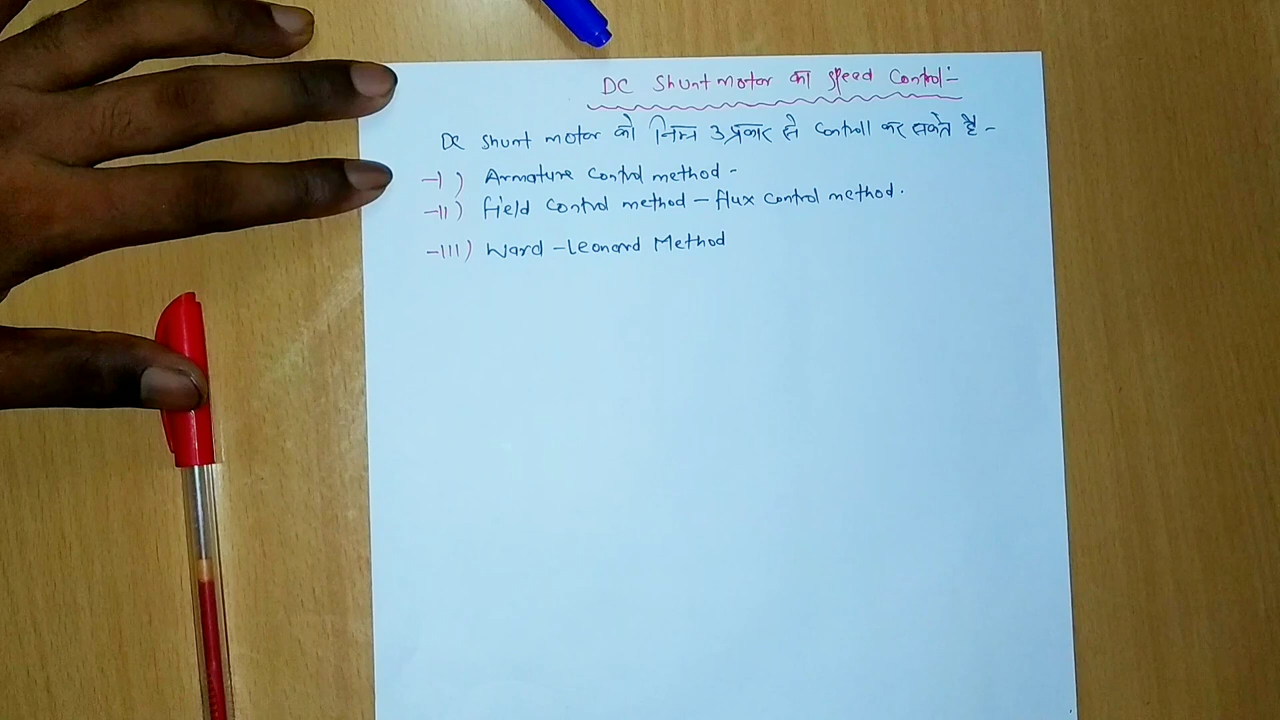 DC Shunt motor का speed Control:-
DC shunt motor को निम्न 3 प्रकार से controll कर सकते है -
-I) Armature Control method -
-II) field control method - flux control method.
-III) Ward-Leonard Method